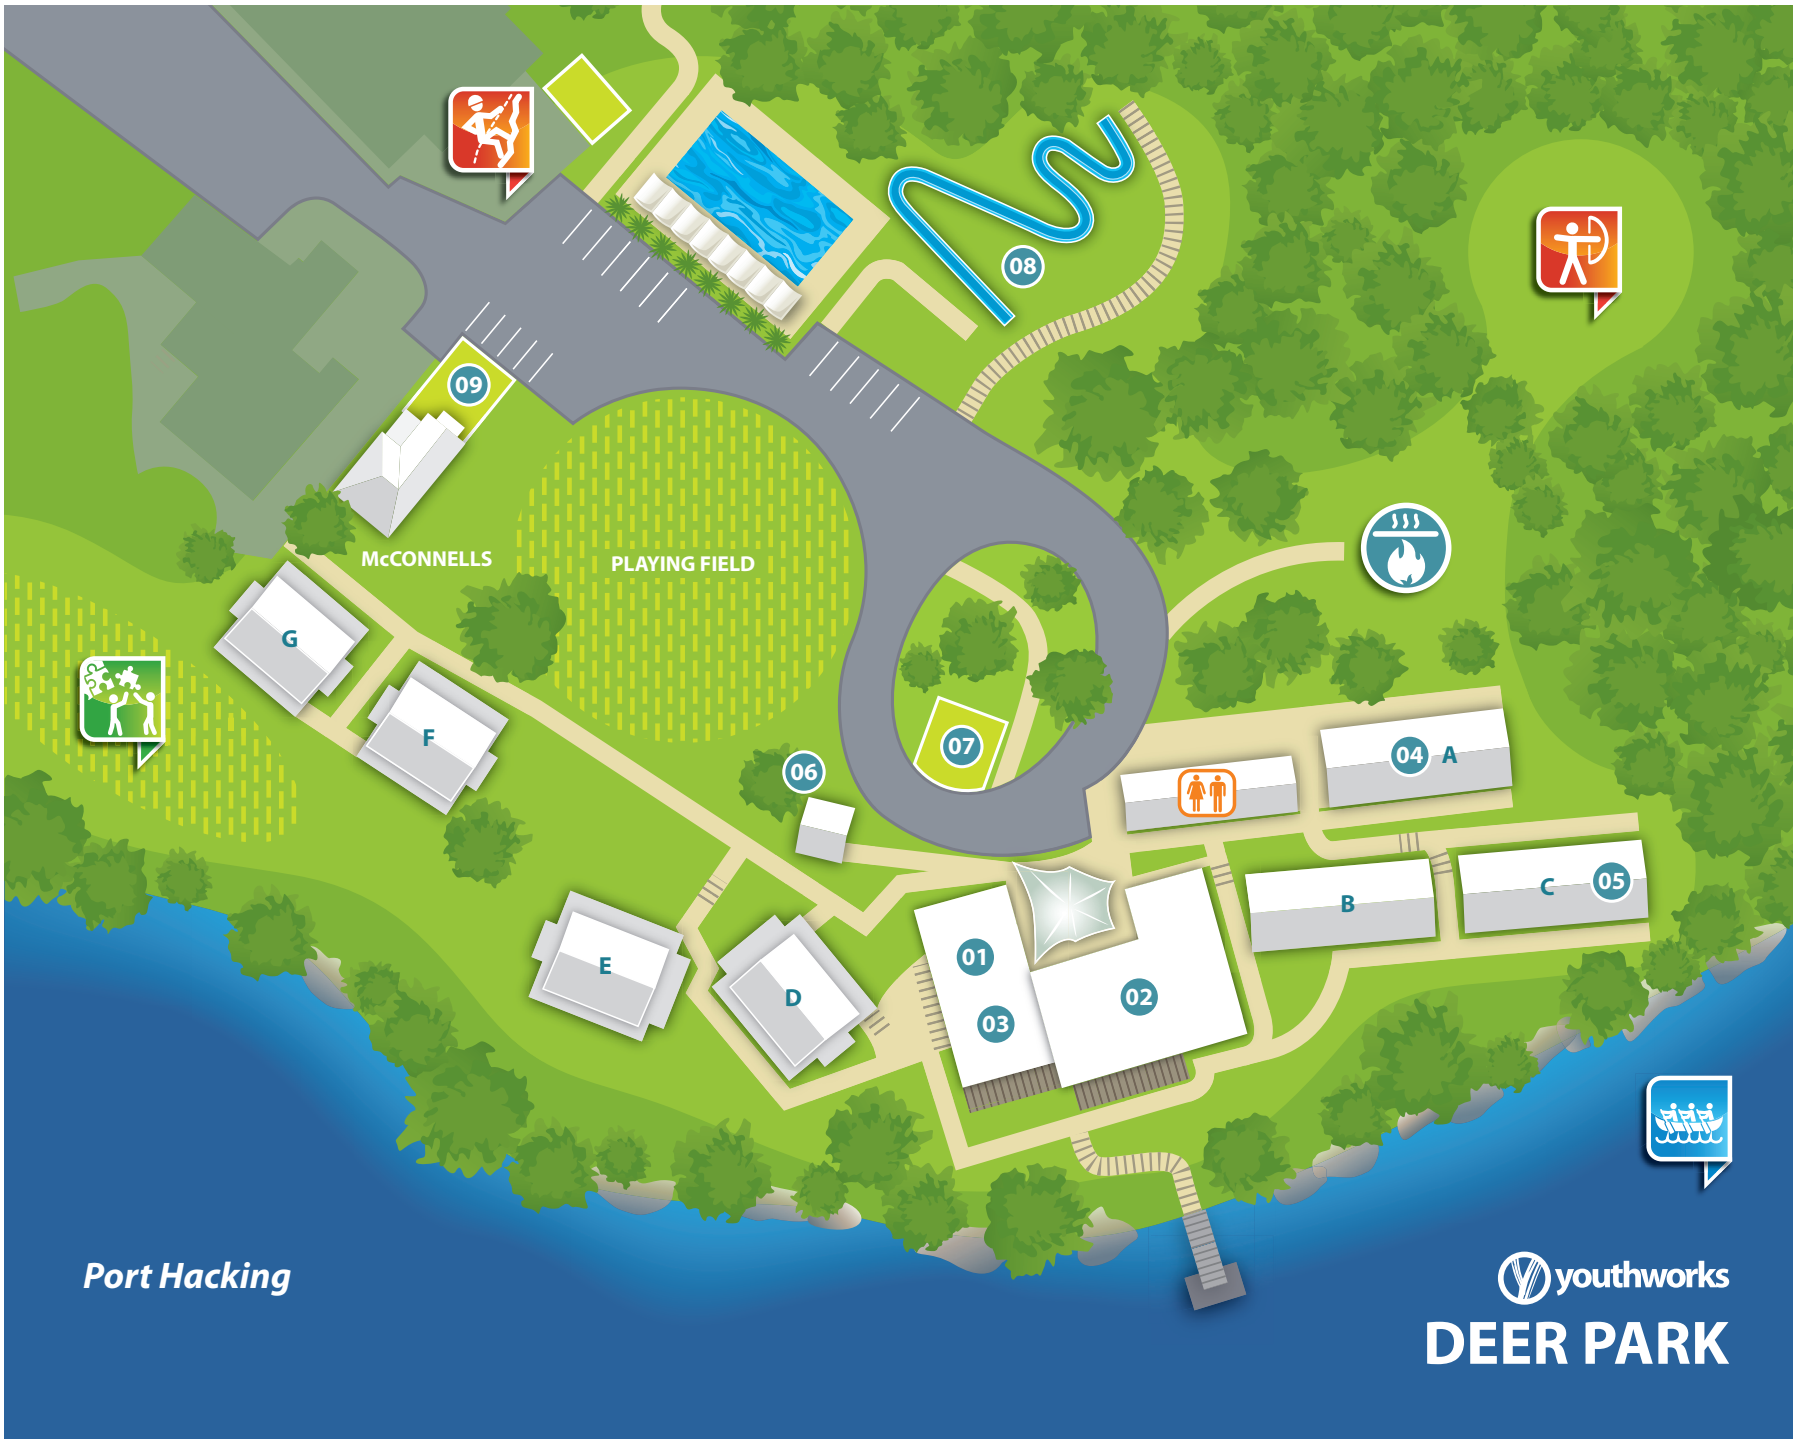 08
09
McCONNELLS
PLAYING FIELD
G
F
07
06
04 A
05
C
B
01
E
02
D
03
Port Hacking
youthworks
DEER PARK